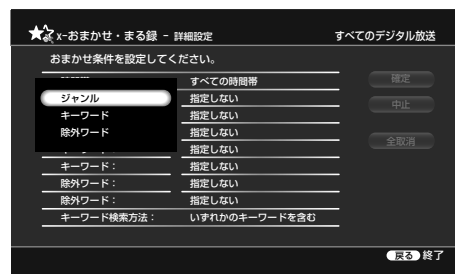 x-おまかせ・まる録 - 詳細設定 すべてのデジタル放送
おまかせ条件を設定してください。
すべての時間帯 確定
ジャンル 指定しない
中止
キーワード 指定しない
除外ワード 指定しない
全取消
指定しない
キーワード： 指定しない
除外ワード： 指定しない
除外ワード： 指定しない
キーワード検索方法： いずれかのキーワードを含む
戻る 終了